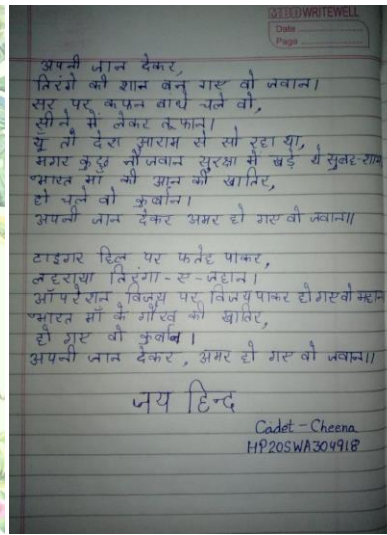 WRITEWELL
Date
Page
अपनी जान देकर,
तिरंगे की शान बन गए वो जवान।
सर पर कफन बांधे चले वो,
सीने में लेकर तूफान।
यूँ तो देश आराम से सो रहा था,
मगर कुछ नौजवान सुरक्षा में खड़े थे सुबह-शाम
भारत माँ की आन की खातिर,
हो चले वो कुर्बान।
अपनी जान देकर अमर हो गए वो जवान॥
टाइगर हिल पर फतेह पाकर,
लहराया तिरंगा-ए-जहान।
ऑपरेशन विजय पर विजय पाकर हो गए वो महान
भारत माँ के गौरव की खातिर,
हो गए वो कुर्बान।
अपनी जान देकर, अमर हो गए वो जवान॥
जय हिन्द
Cadet - Cheena
HP20SWA304918